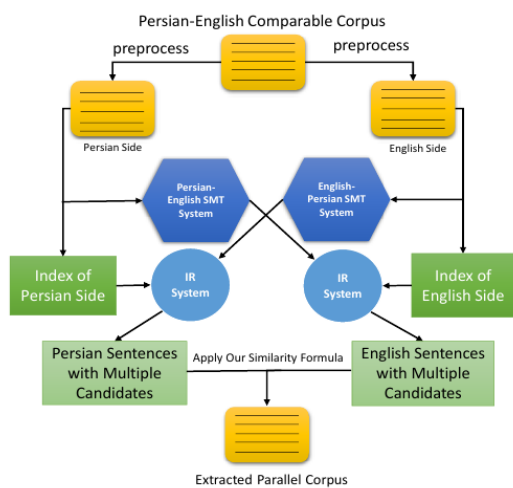 Persian-English Comparable Corpus
preprocess
preprocess
Persian Side
English Side
Persian-
English SMT
System
English-
Persian SMT
System
Index of
Persian Side
IR
System
IR
System
Index of
English Side
Persian Sentences
with Multiple
Candidates
Apply Our Similarity Formula
English Sentences
with Multiple
Candidates
Extracted Parallel Corpus